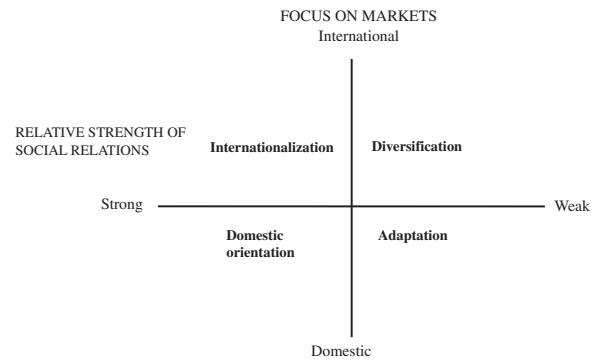 FOCUS ON MARKETS
International
RELATIVE STRENGTH OF
SOCIAL RELATIONS
Internationalization
Diversification
Strong
Weak
Domestic
orientation
Adaptation
Domestic